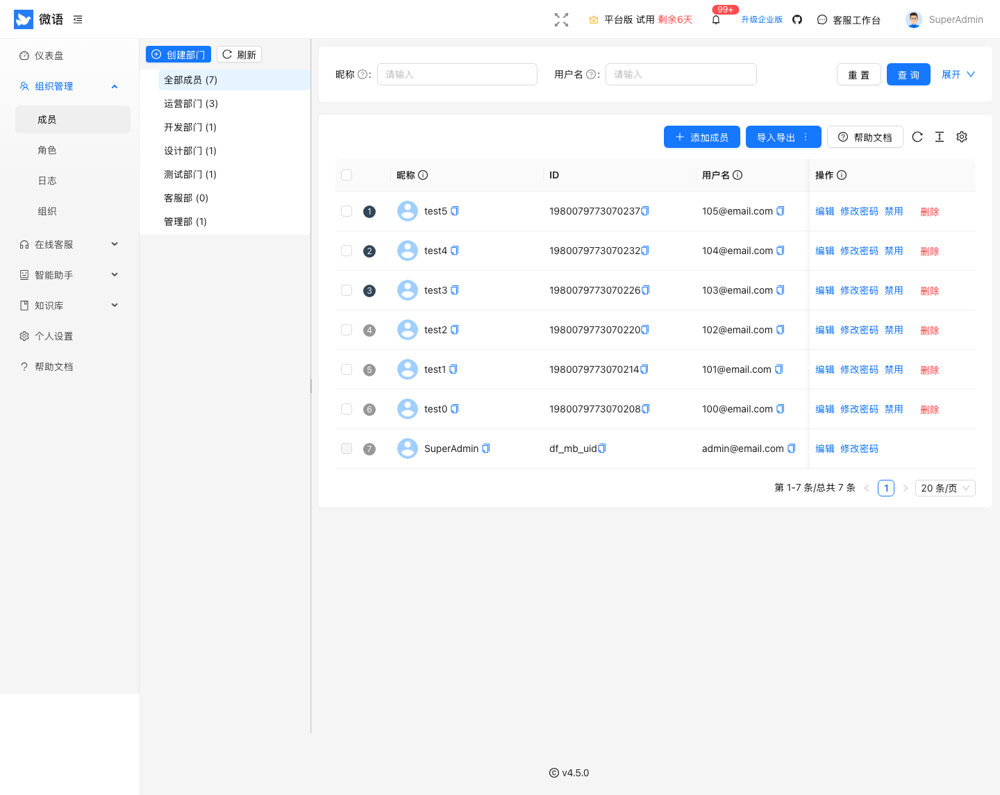 微语
平台版 试用 剩余6天
99+
升级企业版
客服工作台
SuperAdmin
仪表盘
组织管理
成员
角色
日志
组织
在线客服
智能助手
知识库
个人设置
帮助文档
创建部门
刷新
全部成员 (7)
运营部门 (3)
开发部门 (1)
设计部门 (1)
测试部门 (1)
客服部 (0)
管理部 (1)
昵称 : 请输入 用户名 : 请输入 重 置 查 询 展开
添加成员 导入导出 帮助文档
昵称 ID 用户名 操作
1 test5 1980079773070237 105@email.com 编辑 修改密码 禁用 删除
2 test4 1980079773070232 104@email.com 编辑 修改密码 禁用 删除
3 test3 1980079773070226 103@email.com 编辑 修改密码 禁用 删除
4 test2 1980079773070220 102@email.com 编辑 修改密码 禁用 删除
5 test1 1980079773070214 101@email.com 编辑 修改密码 禁用 删除
6 test0 1980079773070208 100@email.com 编辑 修改密码 禁用 删除
7 SuperAdmin df_mb_uid admin@email.com 编辑 修改密码
第 1-7 条/总共 7 条 < 1 > 20 条/页
© v4.5.0